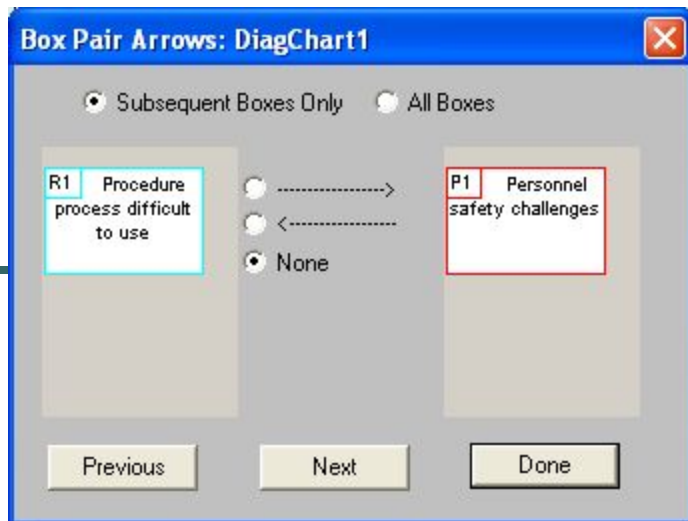 Box Pair Arrows: DiagChart1
Subsequent Boxes Only All Boxes
R1 Procedure
process difficult
to use
------------------>
<------------------
None
P1 Personnel
safety challenges
Previous Next Done